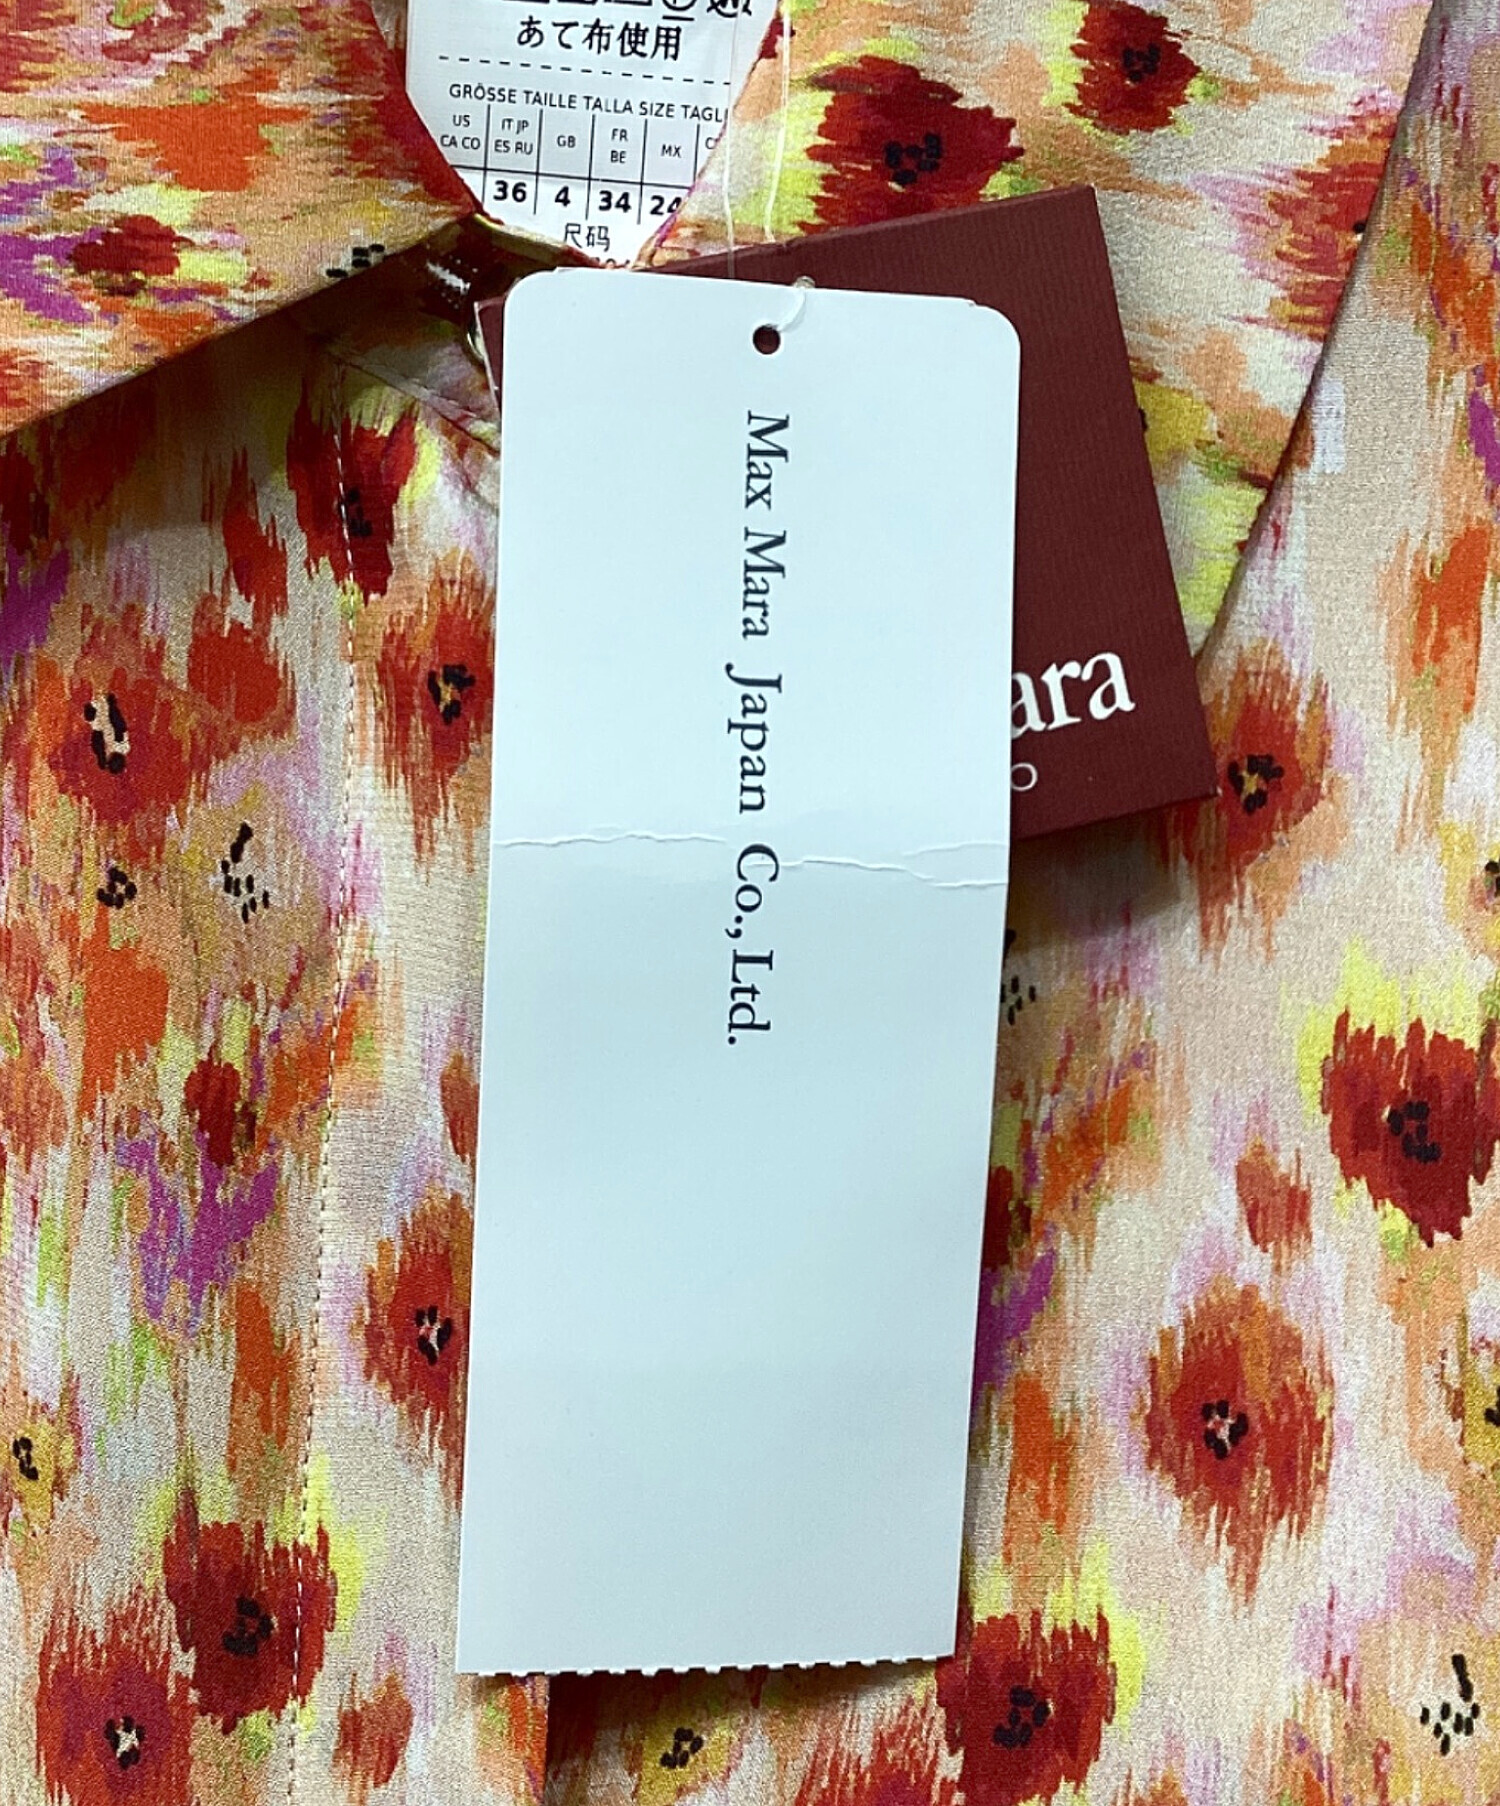 あて布使用
GRÖSSE TAILLE TALLA SIZE TAGLI
US IT JP GB FR MX
CA CO ES RU BE
36 4 34 24
尺码
Max Mara Japan Co.,Ltd.
ara